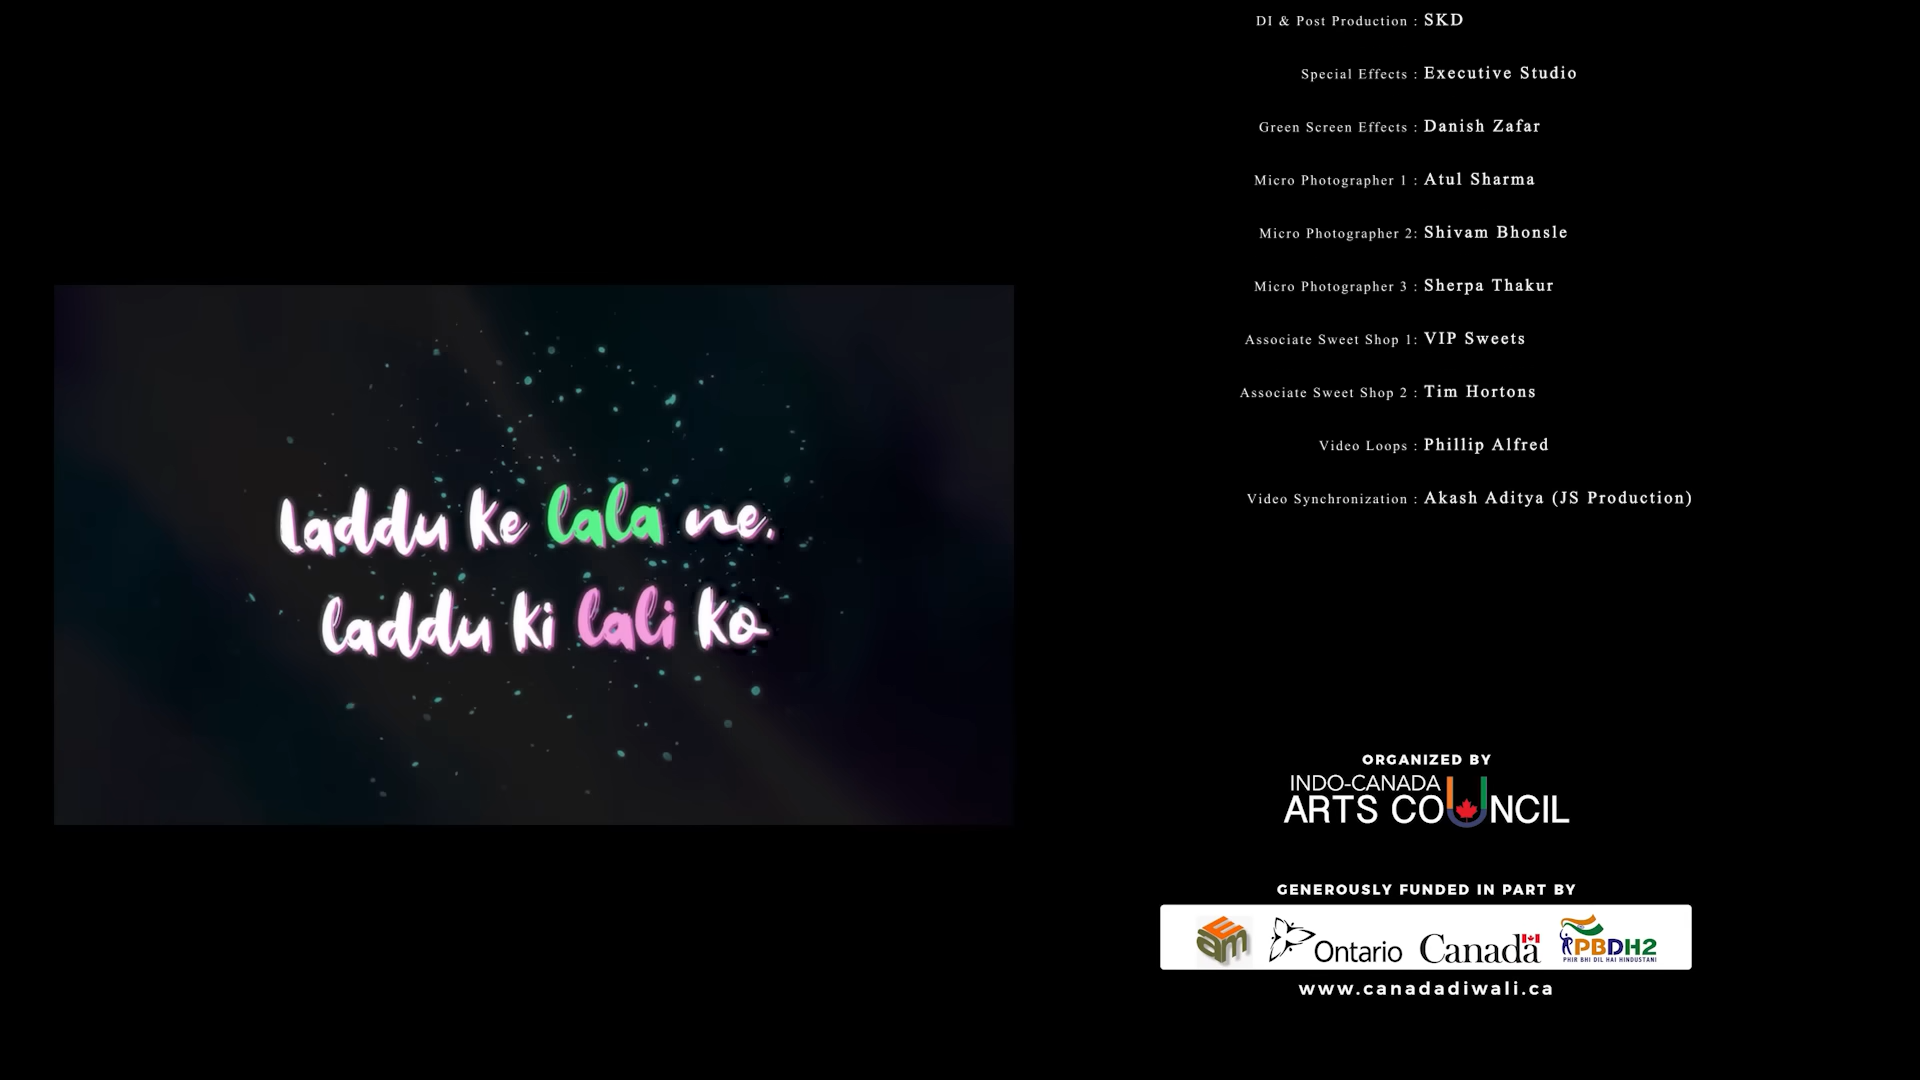 DI & Post Production : SKD
Special Effects : Executive Studio
Green Screen Effects : Danish Zafar
Micro Photographer 1 : Atul Sharma
Micro Photographer 2: Shivam Bhonsle
Micro Photographer 3 : Sherpa Thakur
Associate Sweet Shop 1: VIP Sweets
Associate Sweet Shop 2 : Tim Hortons
Video Loops : Phillip Alfred
Video Synchronization : Akash Aditya (JS Production)
Laddu ke lala ne.
laddu ki lali ko
ORGANIZED BY
INDO-CANADA
ARTS COUNCIL
GENEROUSLY FUNDED IN PART BY
Eam
Ontario
Canada
PBDH2
PHIR BHI DIL HAI HINDUSTANI
www.canadadiwali.ca